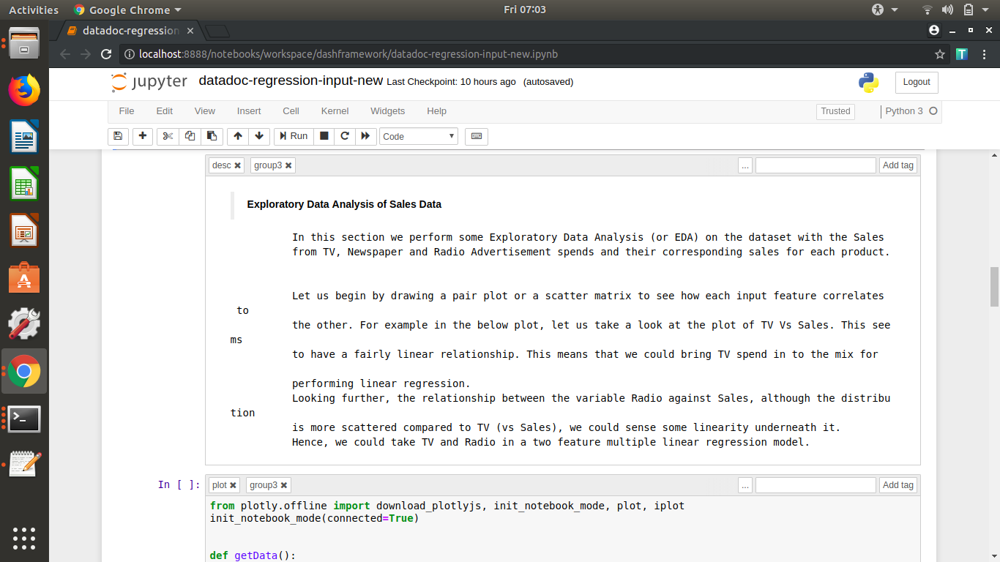 Activities Google Chrome Fri 07:03
datadoc-regression
localhost:8888/notebooks/workspace/dashframework/datadoc-regression-input-new.ipynb
jupyter datadoc-regression-input-new Last Checkpoint: 10 hours ago (autosaved) Logout
File Edit View Insert Cell Kernel Widgets Help Trusted Python 3
Run Code
desc group3 ... Add tag
Exploratory Data Analysis of Sales Data
In this section we perform some Exploratory Data Analysis (or EDA) on the dataset with the Sales
from TV, Newspaper and Radio Advertisement spends and their corresponding sales for each product.
Let us begin by drawing a pair plot or a scatter matrix to see how each input feature correlates
to
the other. For example in the below plot, let us take a look at the plot of TV Vs Sales. This see
ms
to have a fairly linear relationship. This means that we could bring TV spend in to the mix for
performing linear regression.
Looking further, the relationship between the variable Radio against Sales, although the distribu
tion
is more scattered compared to TV (vs Sales), we could sense some linearity underneath it.
Hence, we could take TV and Radio in a two feature multiple linear regression model.
In [ ]: plot group3 ... Add tag
from plotly.offline import download_plotlyjs, init_notebook_mode, plot, iplot
init_notebook_mode(connected=True)
def getData():